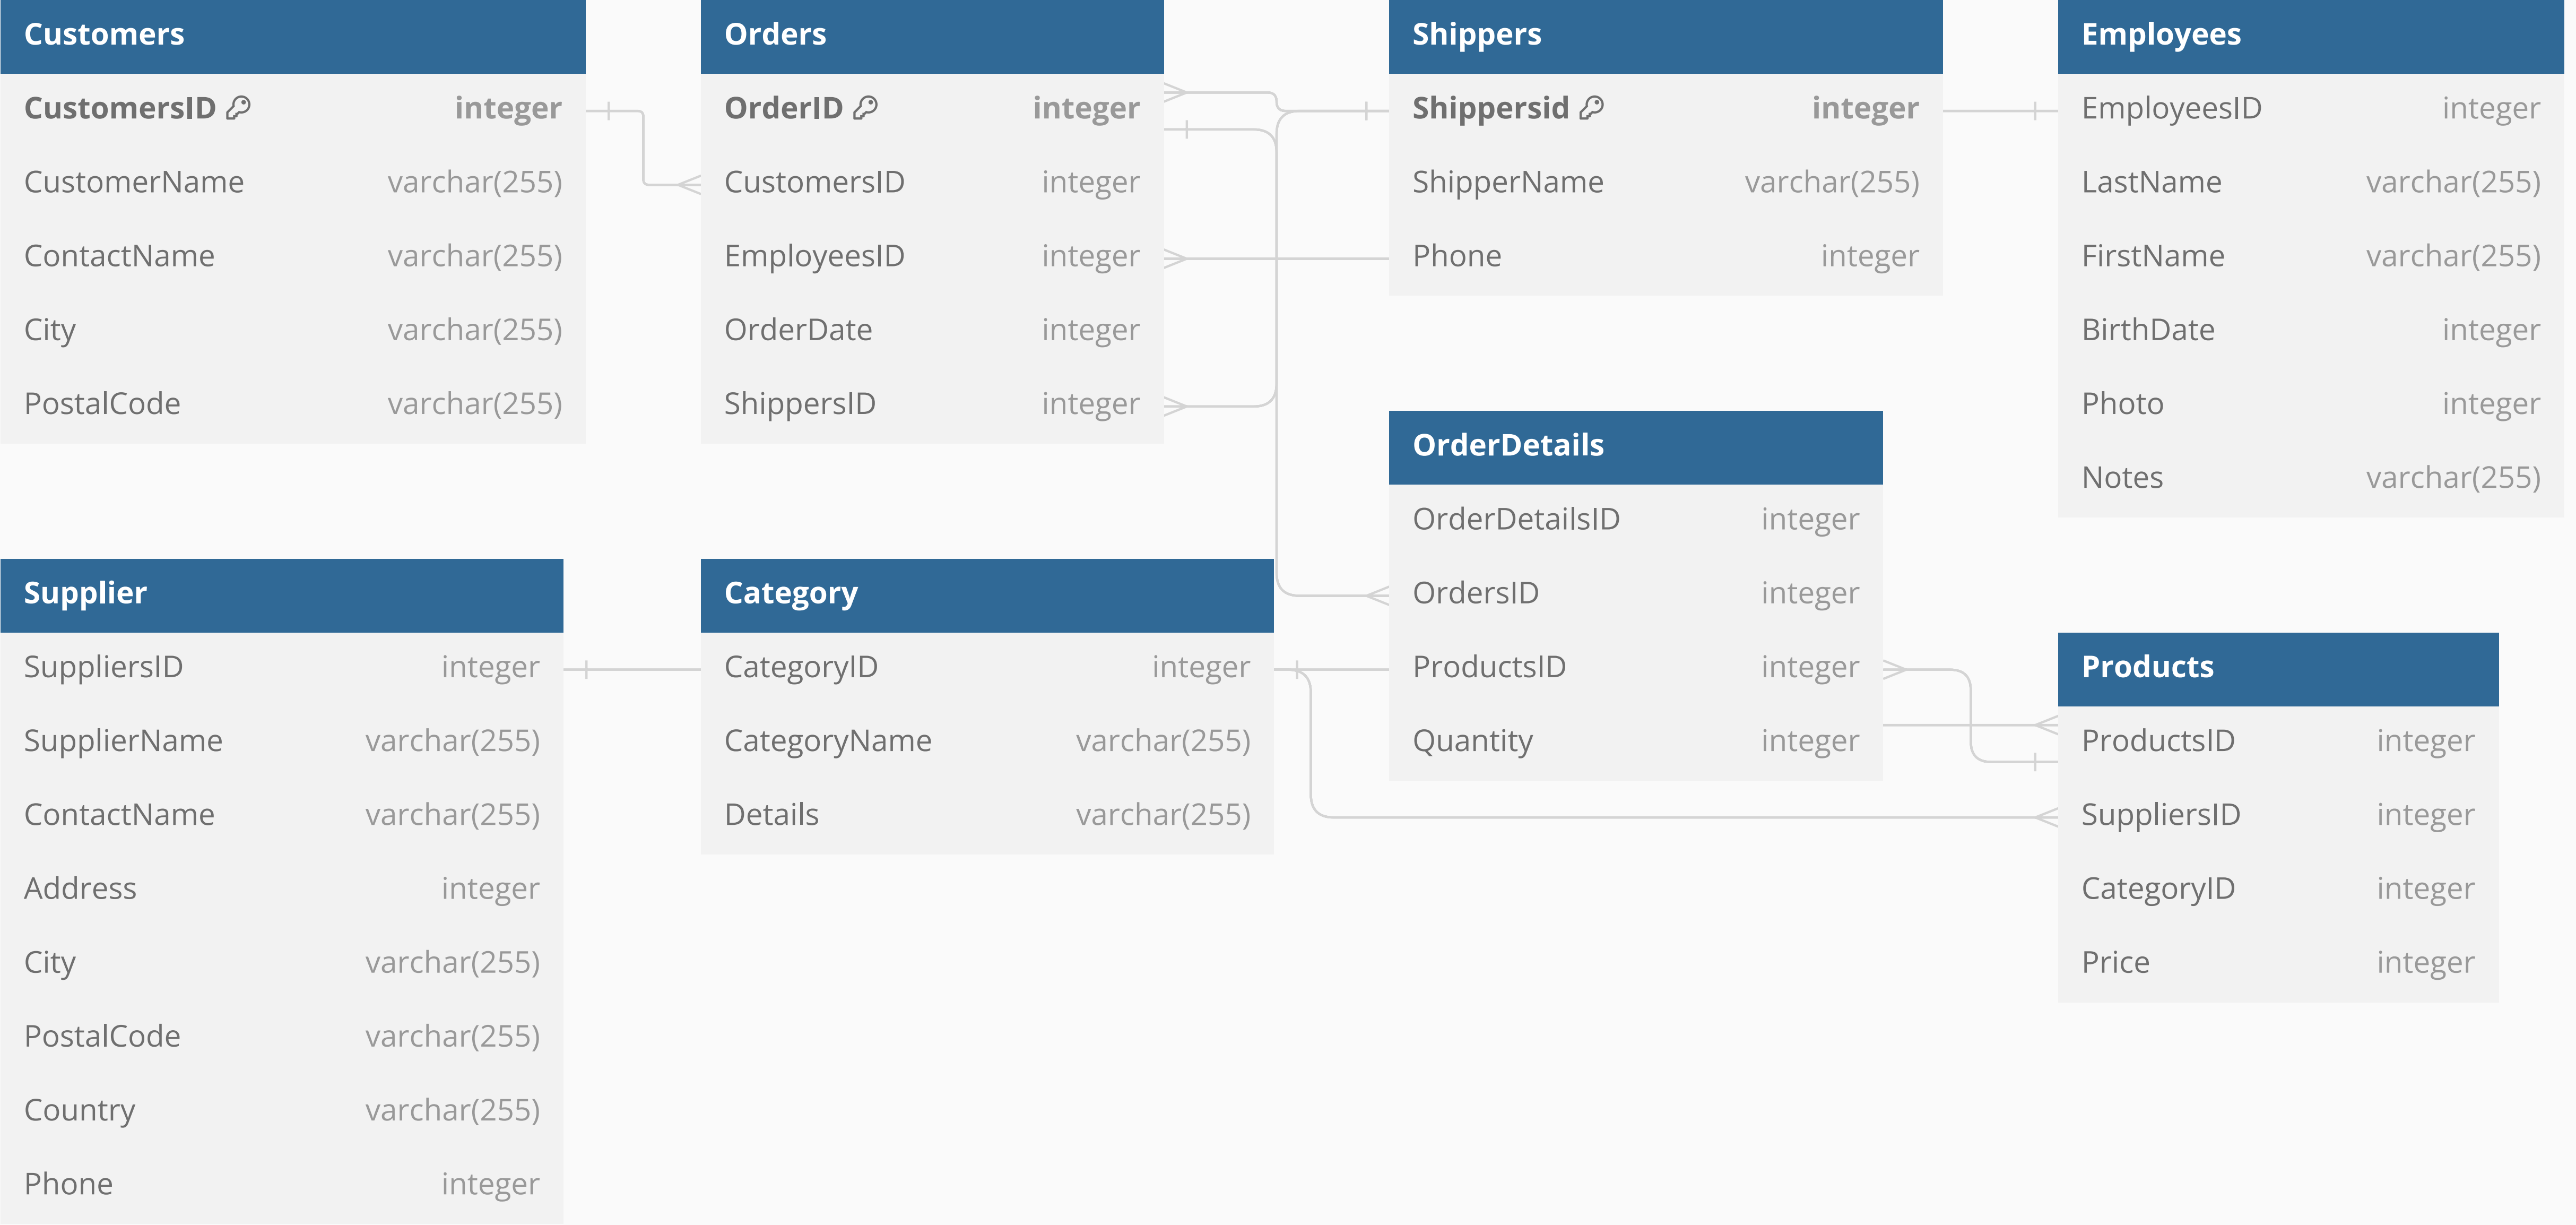 Customers
CustomersID integer
CustomerName varchar(255)
ContactName varchar(255)
City varchar(255)
PostalCode varchar(255)
Orders
OrderID integer
CustomersID integer
EmployeesID integer
OrderDate integer
ShippersID integer
Shippers
Shippersid integer
ShipperName varchar(255)
Phone integer
Employees
EmployeesID integer
LastName varchar(255)
FirstName varchar(255)
BirthDate integer
Photo integer
Notes varchar(255)
OrderDetails
OrderDetailsID integer
OrdersID integer
ProductsID integer
Quantity integer
Supplier
SuppliersID integer
SupplierName varchar(255)
ContactName varchar(255)
Address integer
City varchar(255)
PostalCode varchar(255)
Country varchar(255)
Phone integer
Category
CategoryID integer
CategoryName varchar(255)
Details varchar(255)
Products
ProductsID integer
SuppliersID integer
CategoryID integer
Price integer